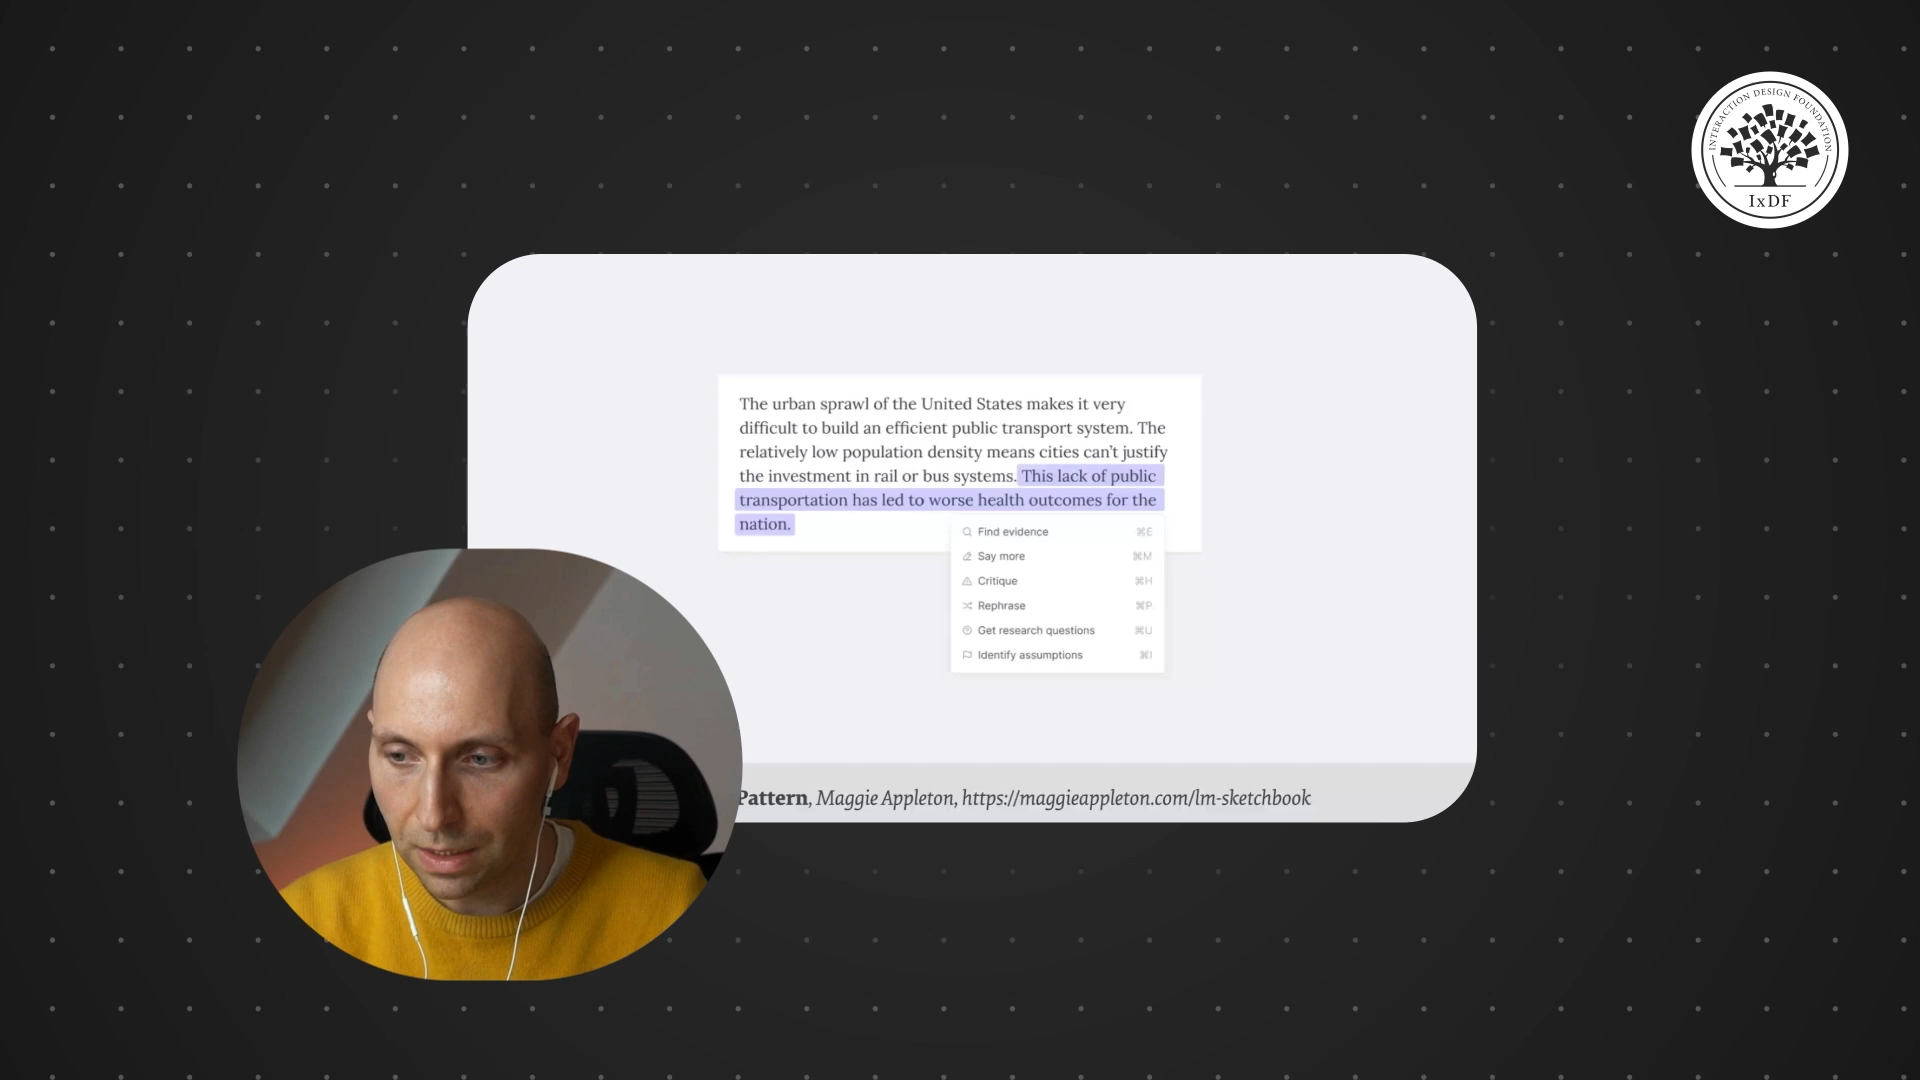 INTERACTION DESIGN FOUNDATION
IxDF
The urban sprawl of the United States makes it very
difficult to build an efficient public transport system. The
relatively low population density means cities can’t justify
the investment in rail or bus systems. This lack of public
transportation has led to worse health outcomes for the
nation.
Find evidence ⌘E
Say more ⌘M
Critique ⌘H
Rephrase ⌘P
Get research questions ⌘U
Identify assumptions ⌘I
Pattern, Maggie Appleton, https://maggieappleton.com/lm-sketchbook